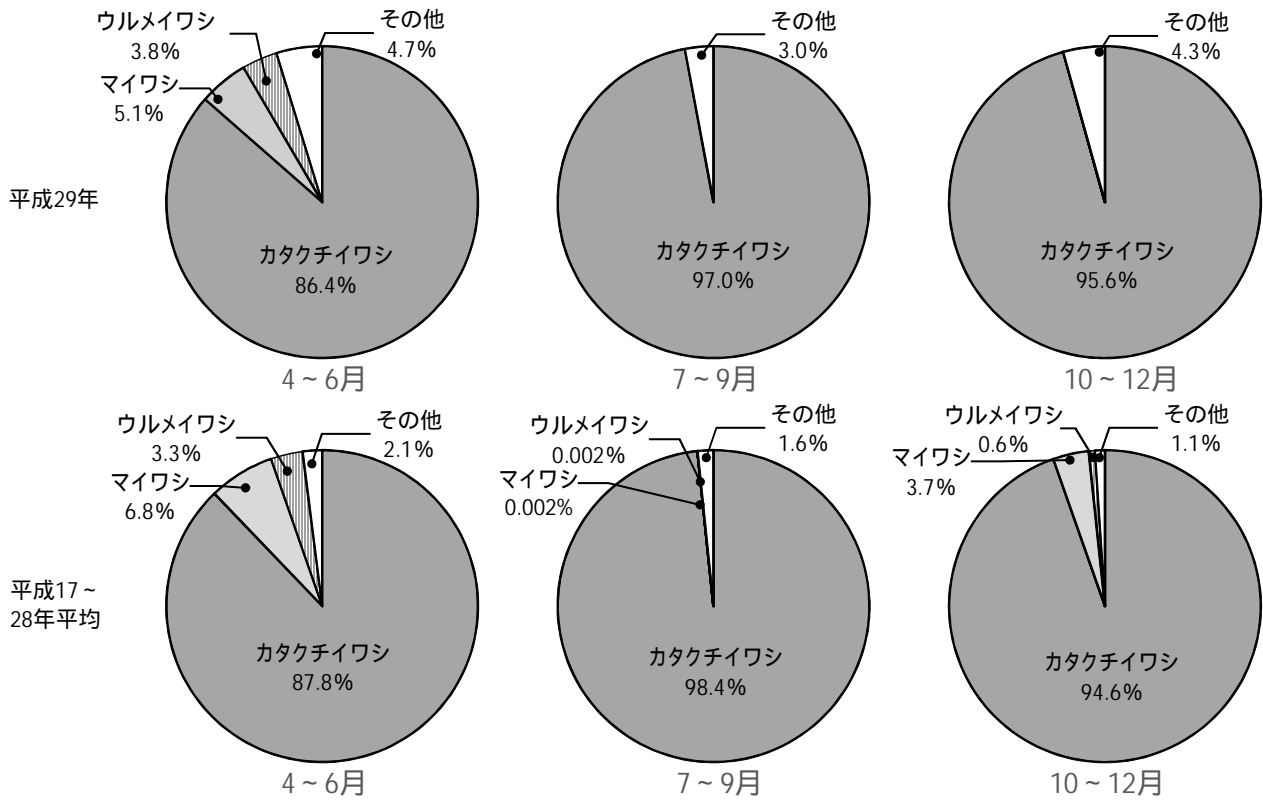 ウルメイワシ
3.8%
その他
4.7%
マイワシ
5.1%
カタクチイワシ
86.4%
4～6月
その他
3.0%
カタクチイワシ
97.0%
7～9月
その他
4.3%
カタクチイワシ
95.6%
10～12月
平成29年
ウルメイワシ
3.3%
その他
2.1%
マイワシ
6.8%
カタクチイワシ
87.8%
4～6月
ウルメイワシ
0.002%
その他
1.6%
マイワシ
0.002%
カタクチイワシ
98.4%
7～9月
ウルメイワシ
0.6%
その他
1.1%
マイワシ
3.7%
カタクチイワシ
94.6%
10～12月
平成17～
28年平均